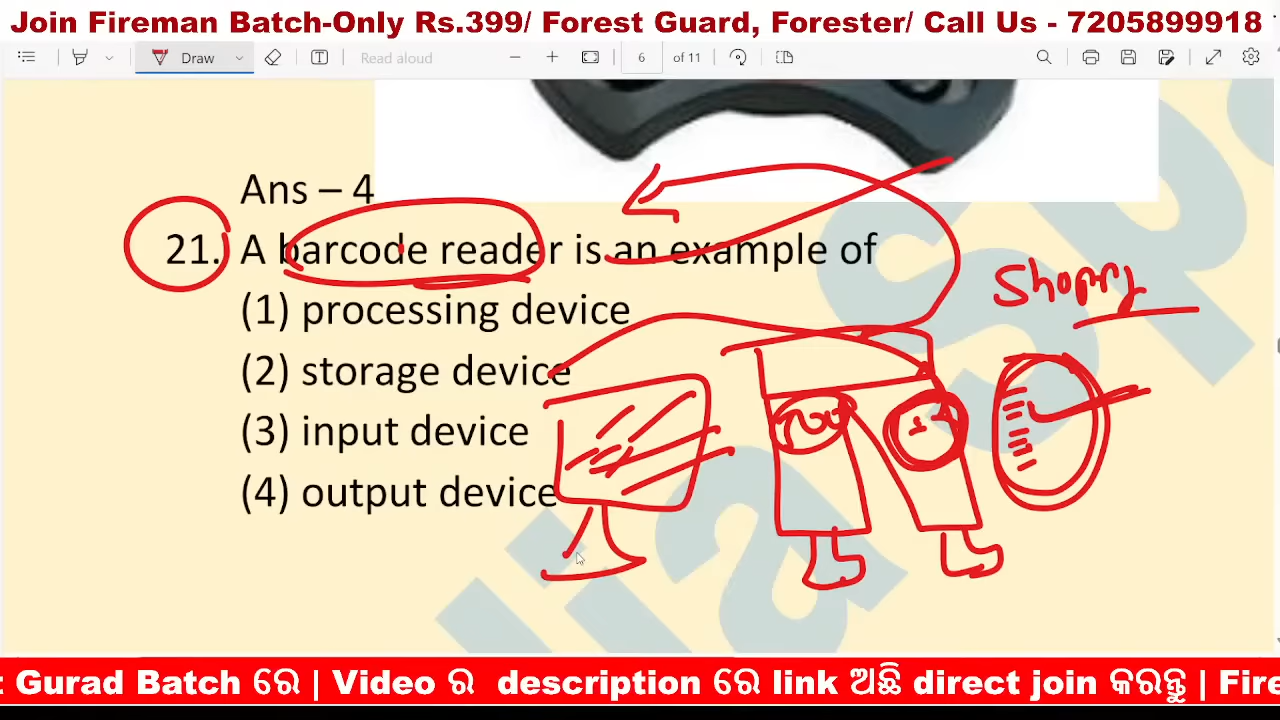 Join Fireman Batch-Only Rs.399/ Forest Guard, Forester/ Call Us - 7205899918
Draw
Read aloud
6 of 11
Ans – 4
21. A barcode reader is an example of
(1) processing device
(2) storage device
(3) input device
(4) output device
t Gurad Batch ରେ | Video ର description ରେ link ଅଛି direct join କରନ୍ତୁ | Fire